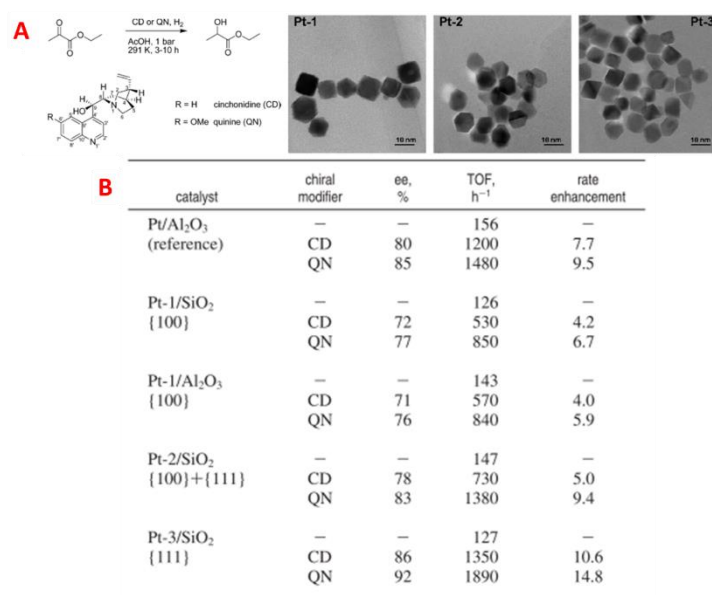 A
CD or QN, H2
AcOH, 1 bar
291 K, 3-10 h
R = H cinchonidine (CD)
R = OMe quinine (QN)
Pt-1
10 nm
Pt-2
10 nm
Pt-3
10 nm
B
catalyst chiral modifier ee, % TOF, h⁻¹ rate enhancement
Pt/Al₂O₃ – – 156 –
(reference) CD 80 1200 7.7
QN 85 1480 9.5
Pt-1/SiO₂ – – 126 –
{100} CD 72 530 4.2
QN 77 850 6.7
Pt-1/Al₂O₃ – – 143 –
{100} CD 71 570 4.0
QN 76 840 5.9
Pt-2/SiO₂ – – 147 –
{100}+{111} CD 78 730 5.0
QN 83 1380 9.4
Pt-3/SiO₂ – – 127 –
{111} CD 86 1350 10.6
QN 92 1890 14.8